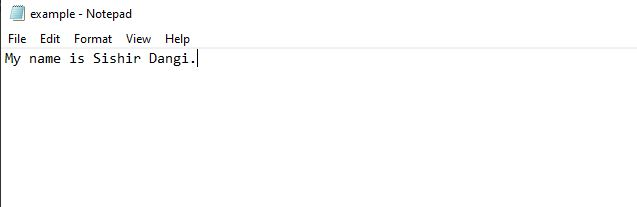 example - Notepad
File Edit Format View Help
My name is Sishir Dangi.